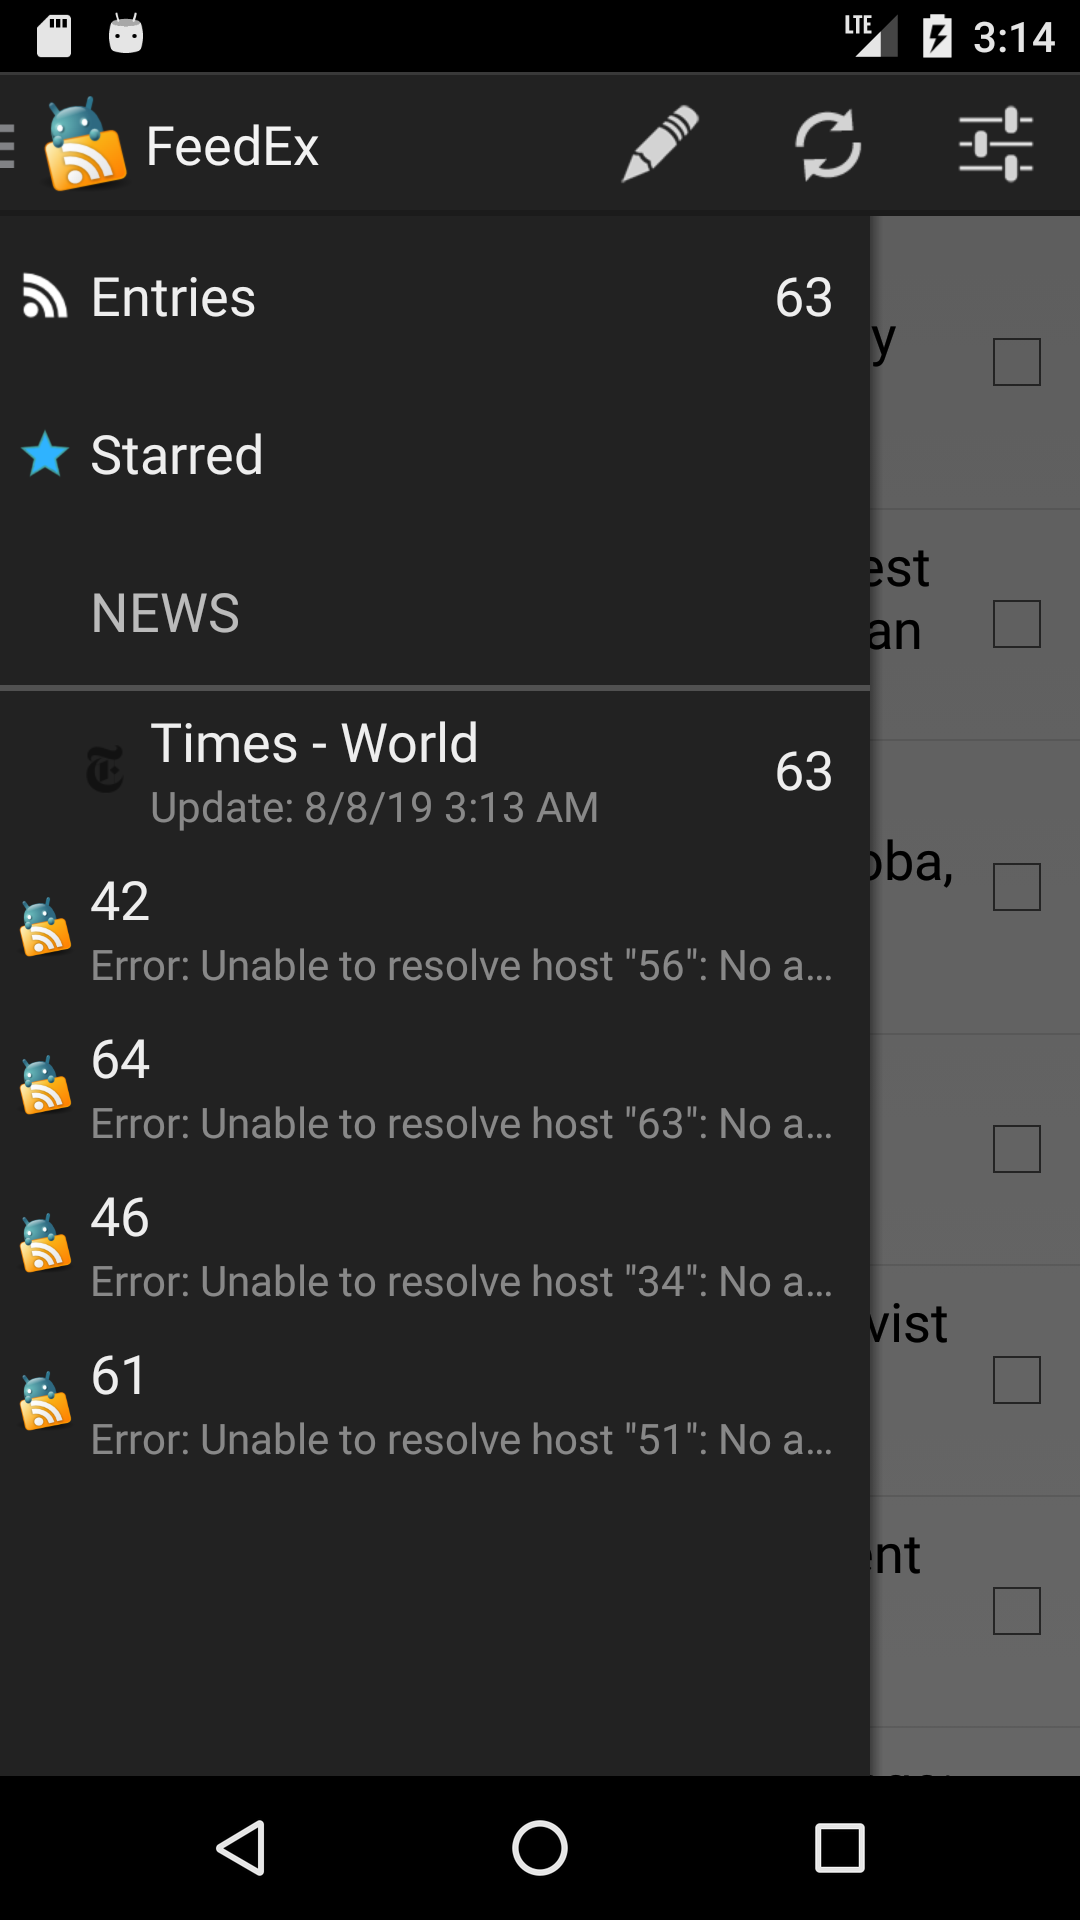 LTE 3:14
FeedEx
Entries 63
y
Starred
est
an
NEWS
Times - World 63
Update: 8/8/19 3:13 AM
oba,
42
Error: Unable to resolve host "56": No a…
64
Error: Unable to resolve host "63": No a…
46
Error: Unable to resolve host "34": No a…
vist
61
Error: Unable to resolve host "51": No a…
ent